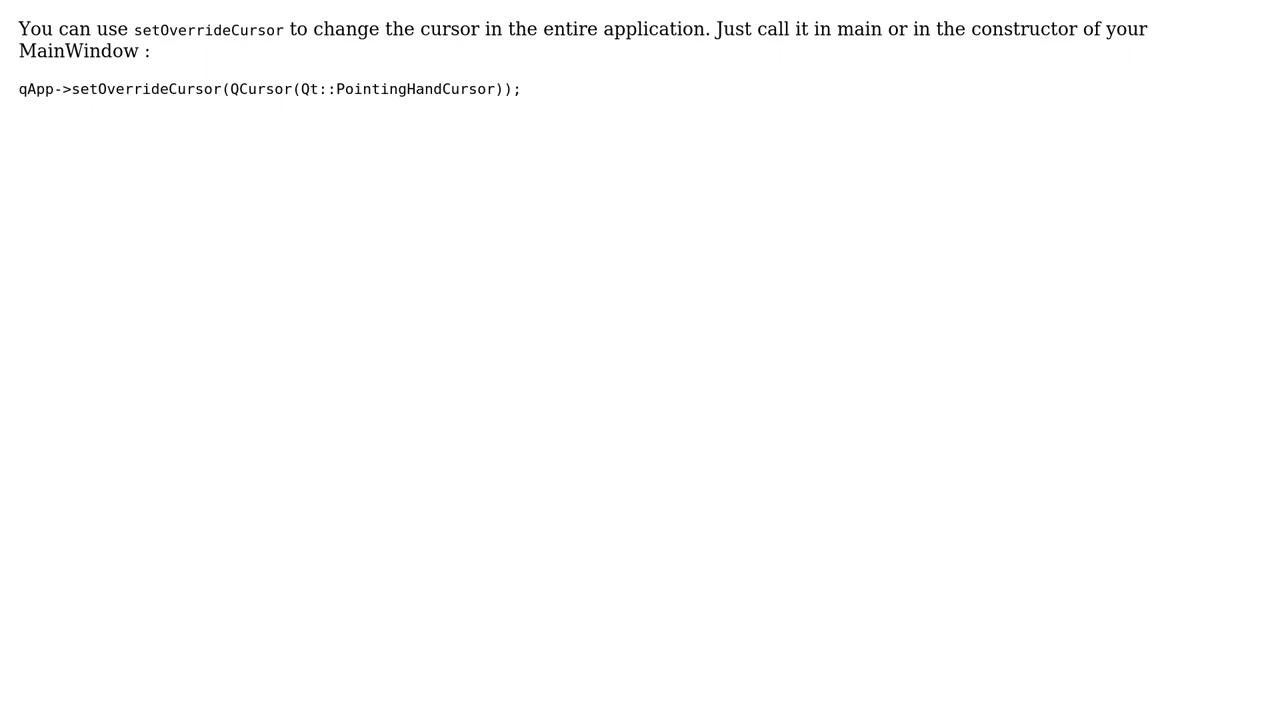 You can use setOverrideCursor to change the cursor in the entire application. Just call it in main or in the constructor of your
MainWindow :
qApp->setOverrideCursor(QCursor(Qt::PointingHandCursor));